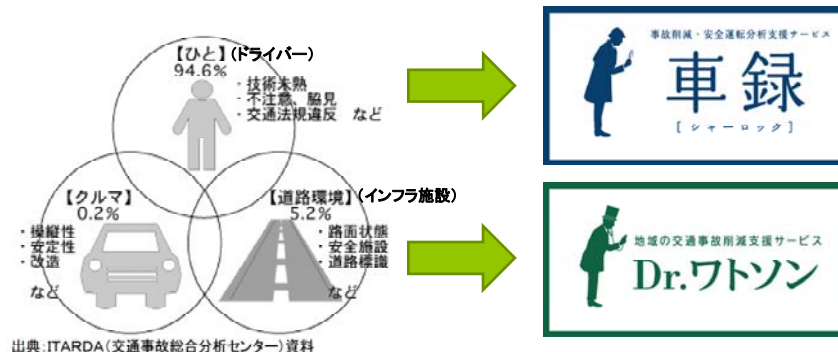 【ひと】(ドライバー)
94.6%
・技術未熟
・不注意、脇見
・交通法規違反 など
【クルマ】
0.2%
・操縦性
・安定性
・改造
など
【道路環境】(インフラ施設)
5.2%
・路面状態
・安全施設
・道路標識
など
出典：ITARDA(交通事故総合分析センター)資料
事故削減・安全運転分析支援サービス
車録
[シャーロック]
地域の交通事故削減支援サービス
Dr.ワトソン